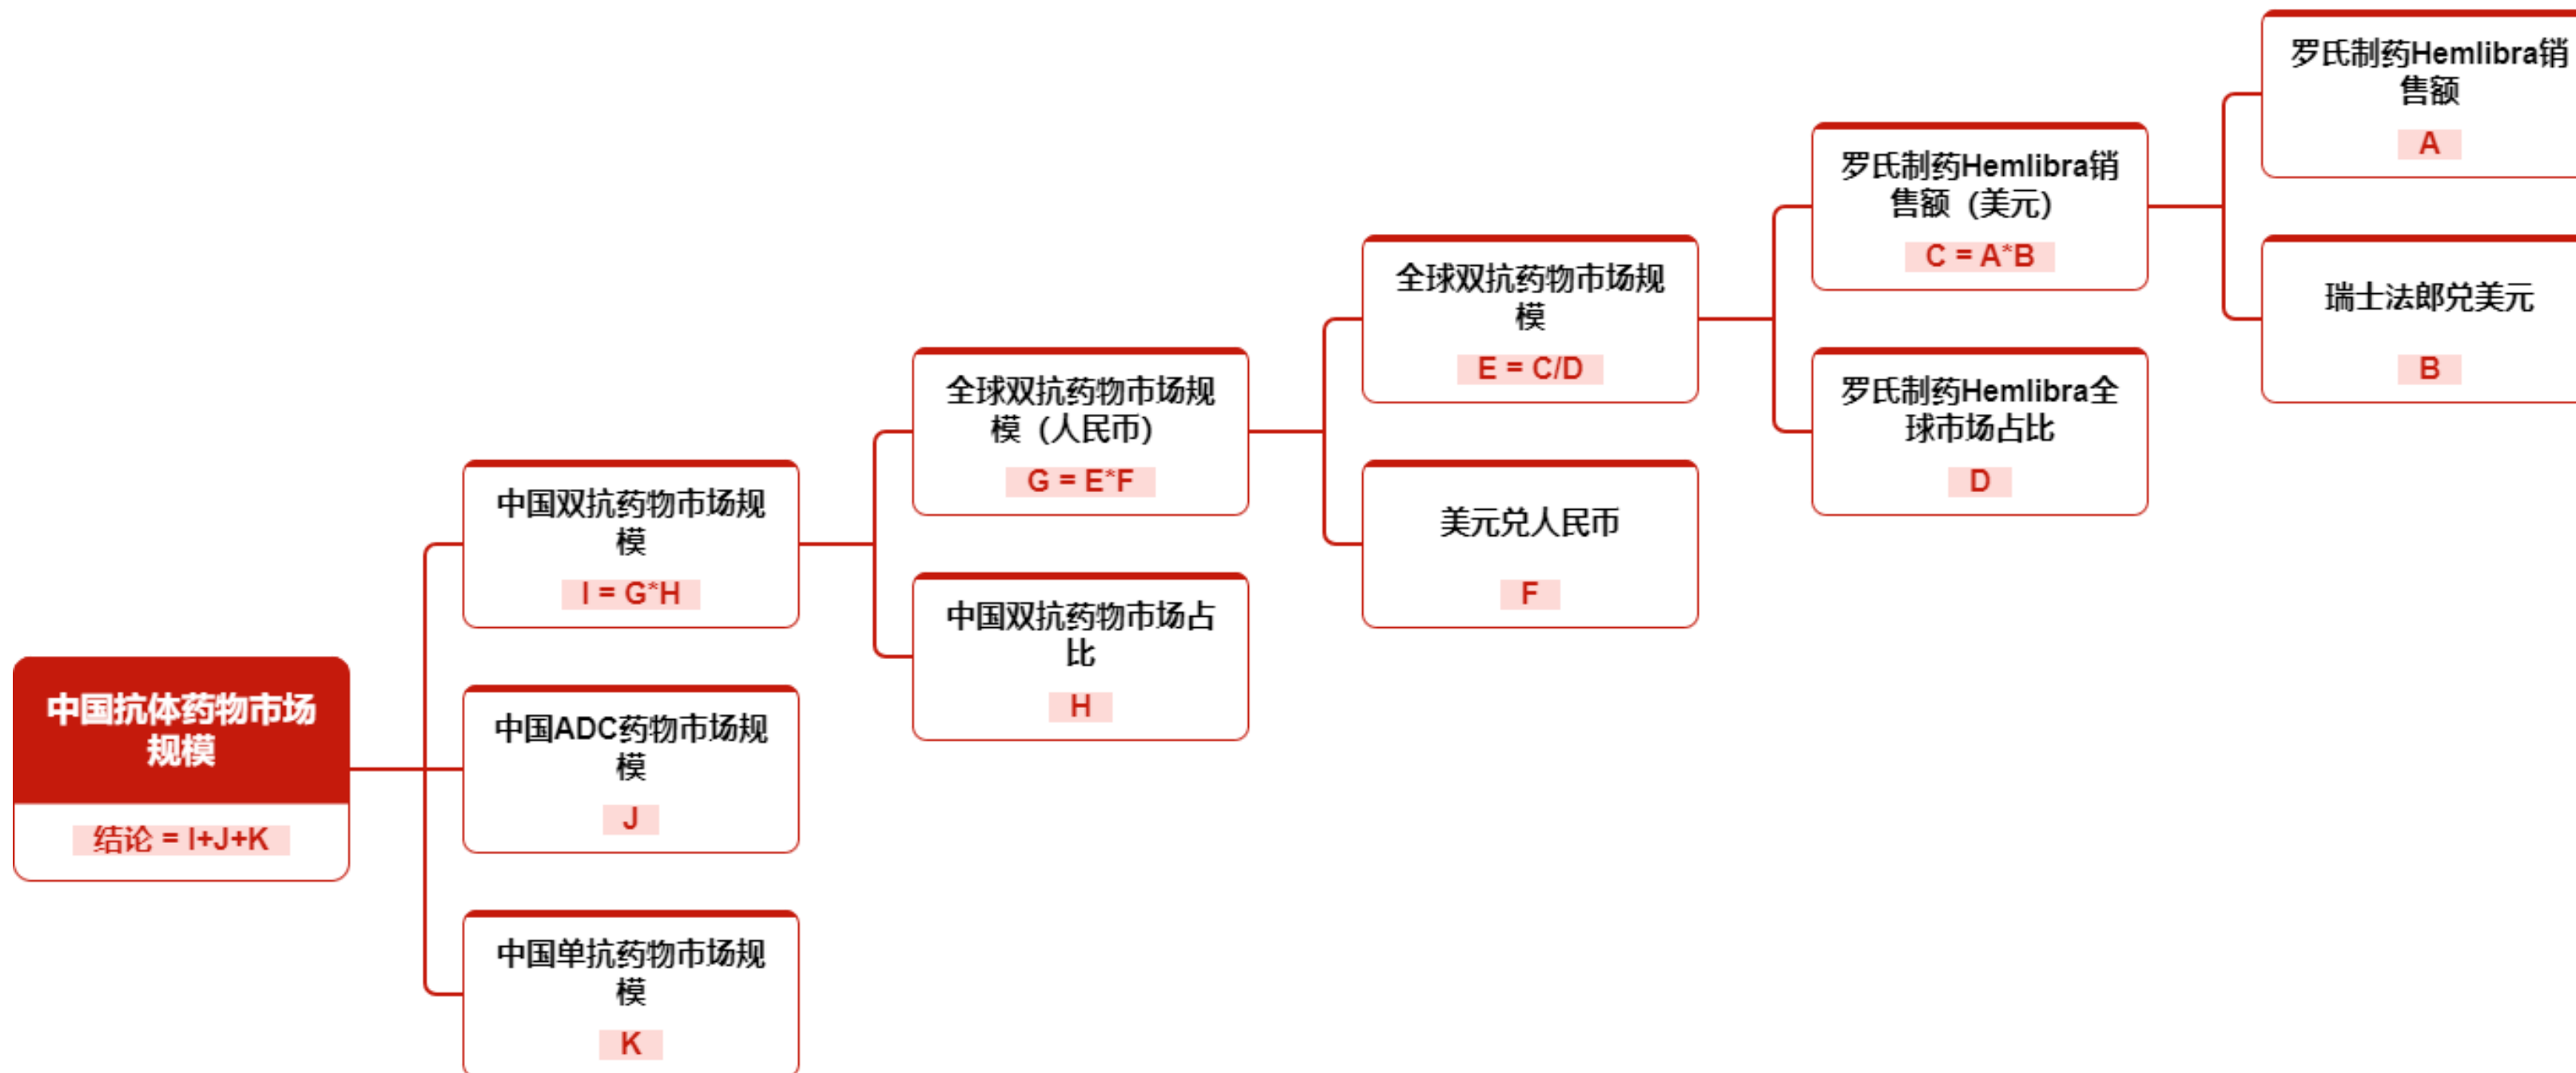 中国抗体药物市场
规模
结论 = I+J+K
中国双抗药物市场规
模
I = G*H
中国ADC药物市场规
模
J
中国单抗药物市场规
模
K
全球双抗药物市场规
模（人民币）
G = E*F
中国双抗药物市场占
比
H
全球双抗药物市场规
模
E = C/D
美元兑人民币
F
罗氏制药Hemlibra销
售额（美元）
C = A*B
罗氏制药Hemlibra全
球市场占比
D
罗氏制药Hemlibra销
售额
A
瑞士法郎兑美元
B